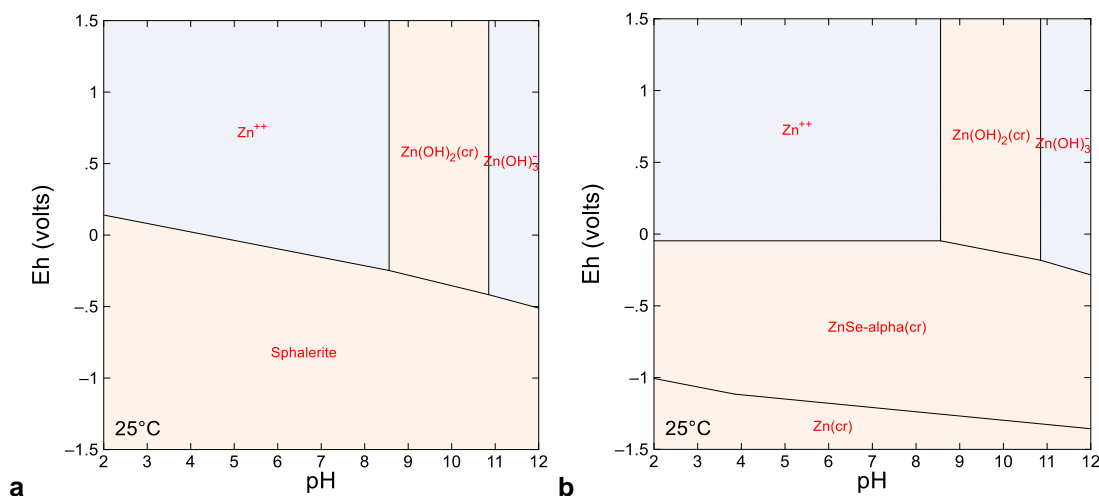 1.5
1
.5
0
–.5
–1
–1.5
2 3 4 5 6 7 8 9 10 11 12
Eh (volts)
pH
Zn⁺⁺
Zn(OH)₂(cr)
Zn(OH)₃⁻
Sphalerite
25°C
a
1.5
1
.5
0
–.5
–1
–1.5
2 3 4 5 6 7 8 9 10 11 12
Eh (volts)
pH
Zn⁺⁺
Zn(OH)₂(cr)
Zn(OH)₃⁻
ZnSe-alpha(cr)
Zn(cr)
25°C
b